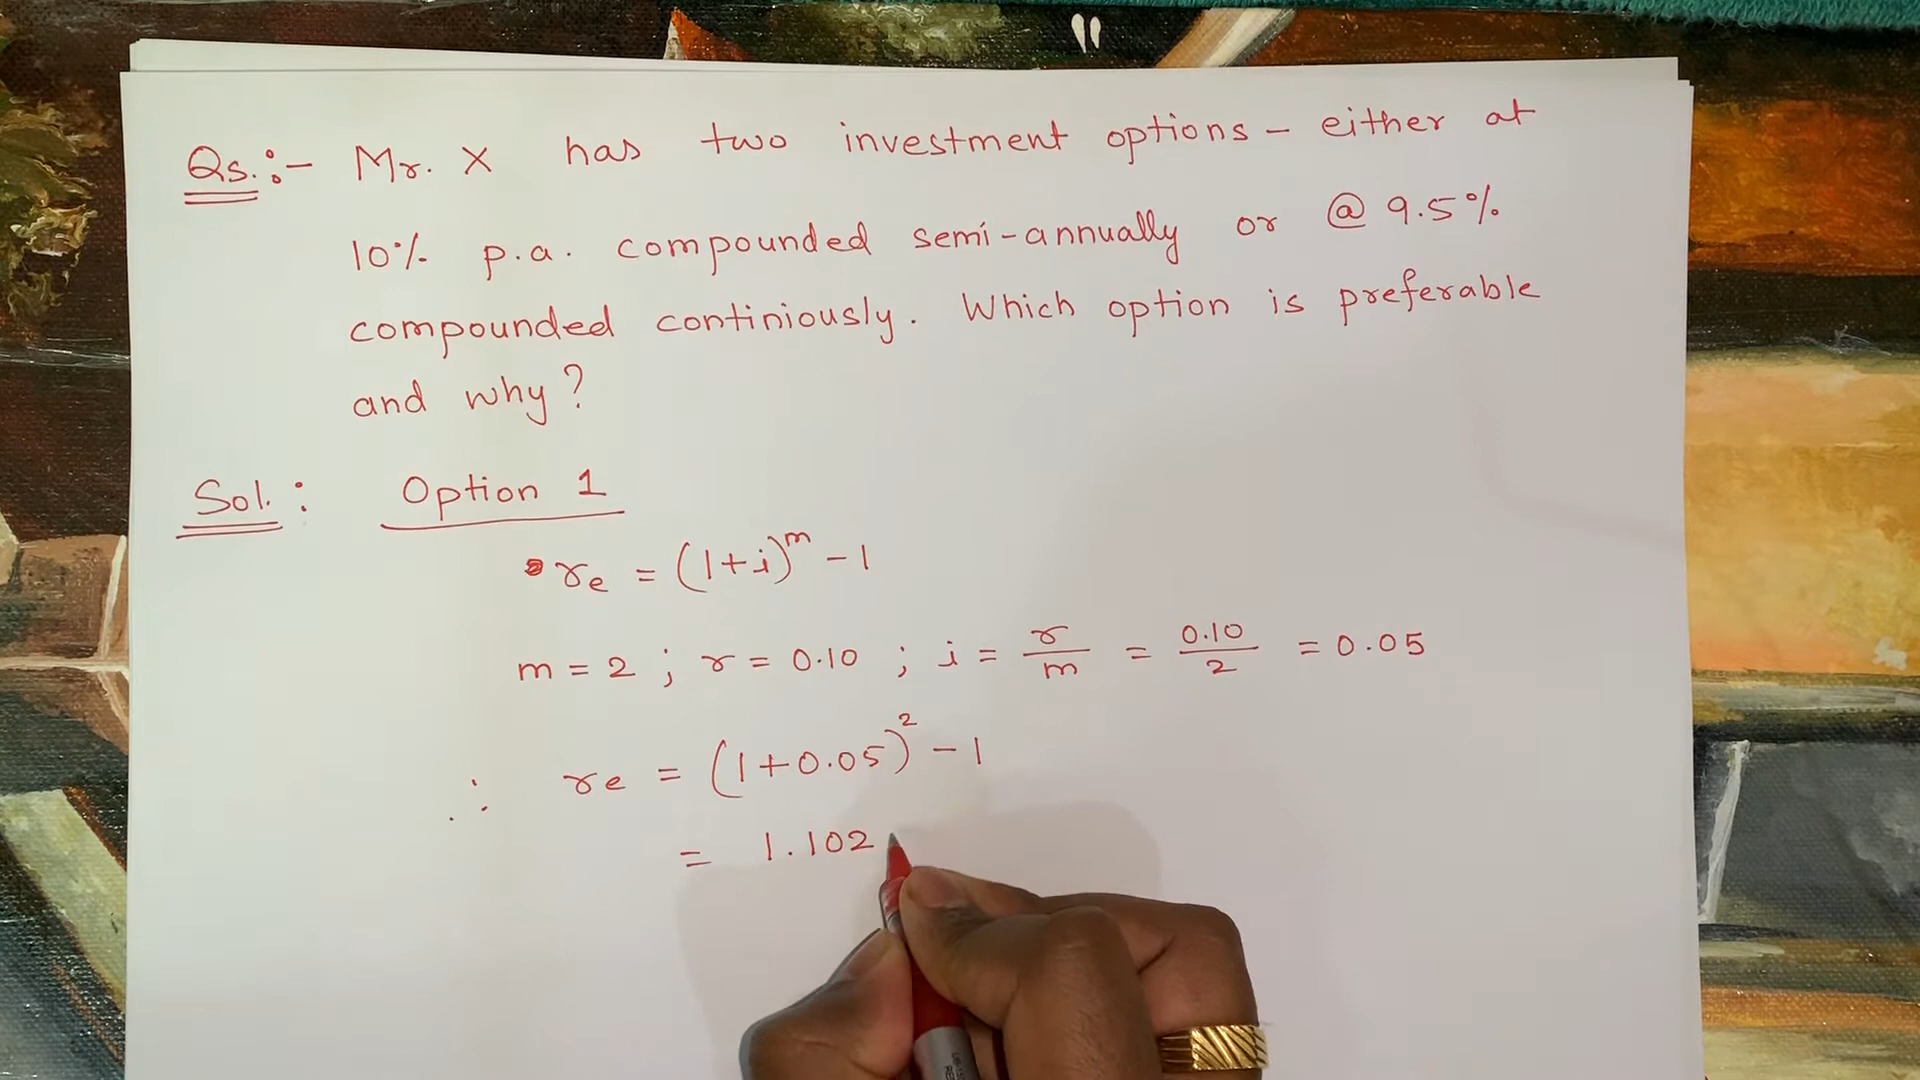 Qs.:- Mr. X has two investment options - either at
10% p.a. compounded semi-annually or @ 9.5%
compounded continiously. Which option is preferable
and why?
Sol. : Option 1
re = (1+i)^m - 1
m = 2 ; r = 0.10 ; i = r/m = 0.10/2 = 0.05
∴ re = (1+0.05)^2 - 1
= 1.102